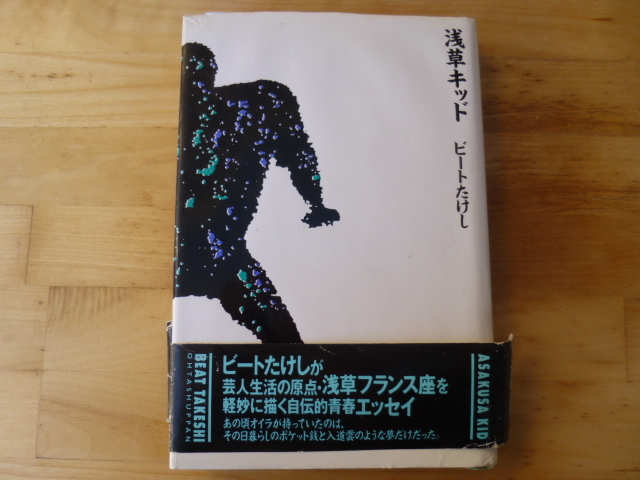 浅草キッド
ビートたけし
ビートたけしが
芸人生活の原点・浅草フランス座を
軽妙に描く自伝的青春エッセイ
あの頃オイラが持っていたのは、
その日暮らしのポケット銭と入道雲のような夢だけだった。
BEAT TAKESHI
OHTASHUPPAN
ASAKUSA KID